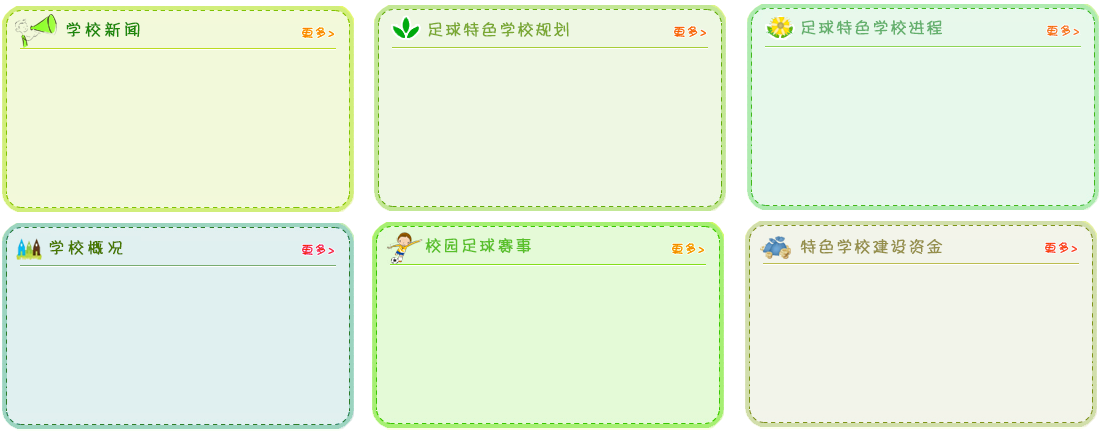 学校新闻 更多>
足球特色学校规划 更多>
足球特色学校进程 更多>
学校概况 更多>
校园足球赛事 更多>
特色学校建设资金 更多>